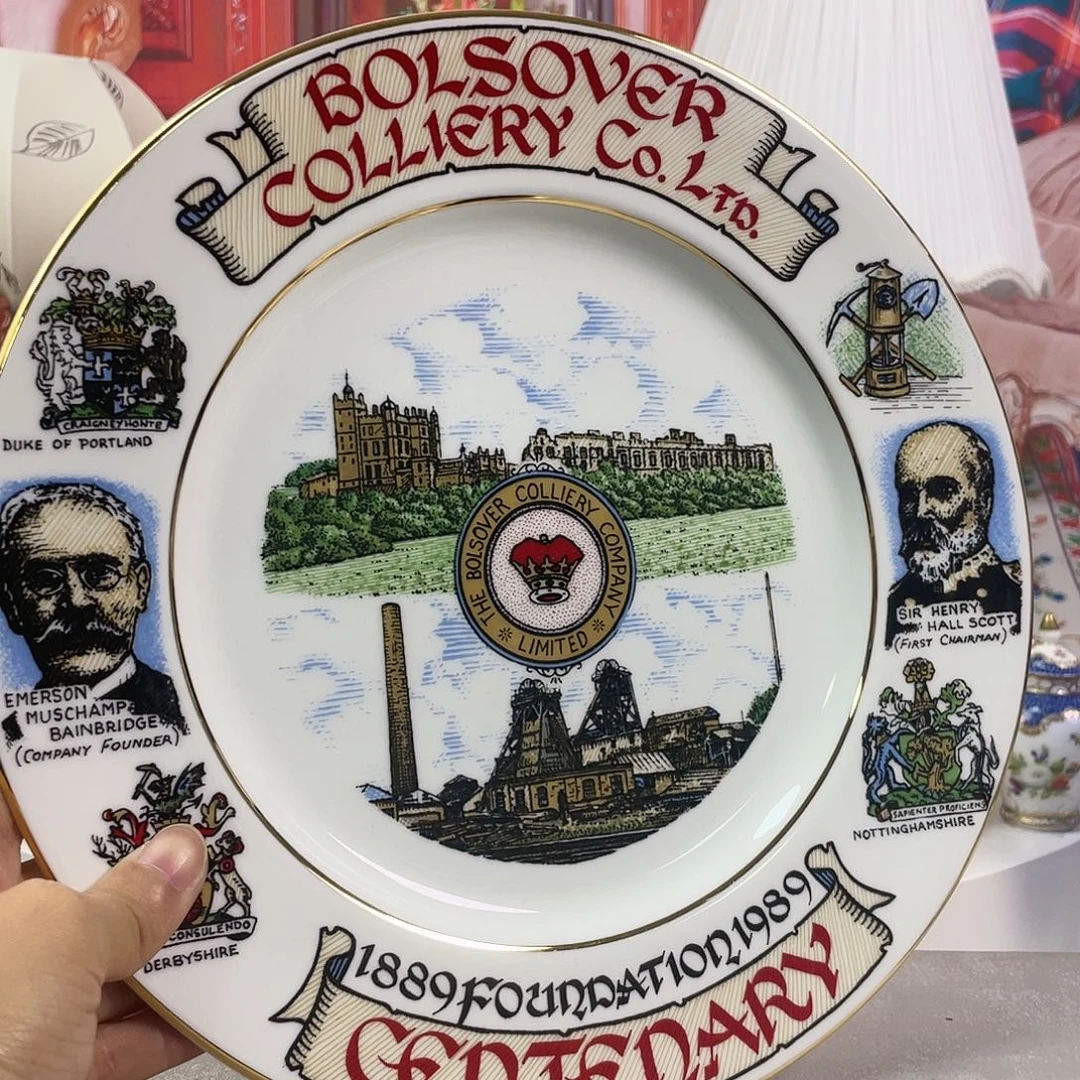 BOLSOVER
COLLIERY Co. LTD.
CRAIGNEYHONTE
DUKE OF PORTLAND
EMERSON
MUSCHAMP
BAINBRIDGE
(COMPANY FOUNDER)
CONSULENDO
DERBYSHIRE
THE BOLSOVER COLLIERY COMPANY
LIMITED
SIR HENRY
HALL SCOTT
(FIRST CHAIRMAN)
SAPIENTER PROFICIENS
NOTTINGHAMSHIRE
1889 FOUNDATION 1989
CENTENARY